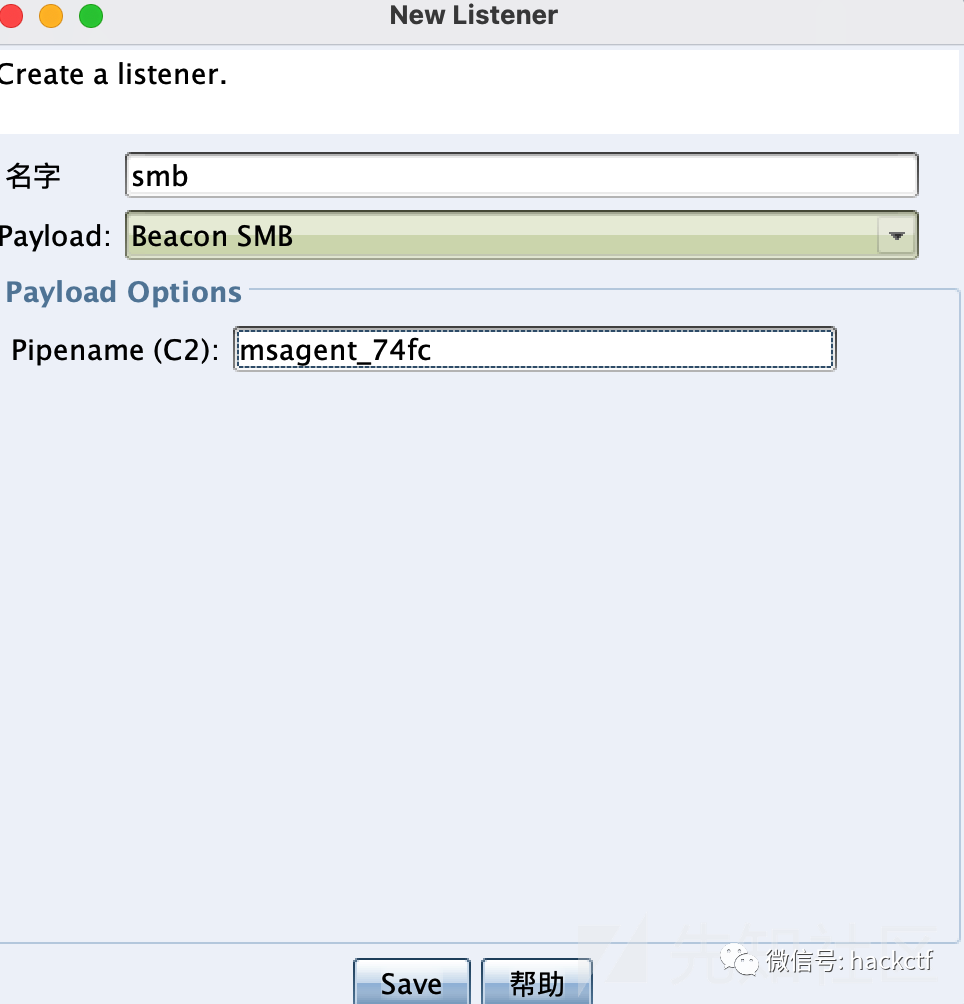 New Listener
Create a listener.
名字 smb
Payload: Beacon SMB
Payload Options
Pipename (C2): msagent_74fc
Save 帮助
先知社区
微信号: hackctf